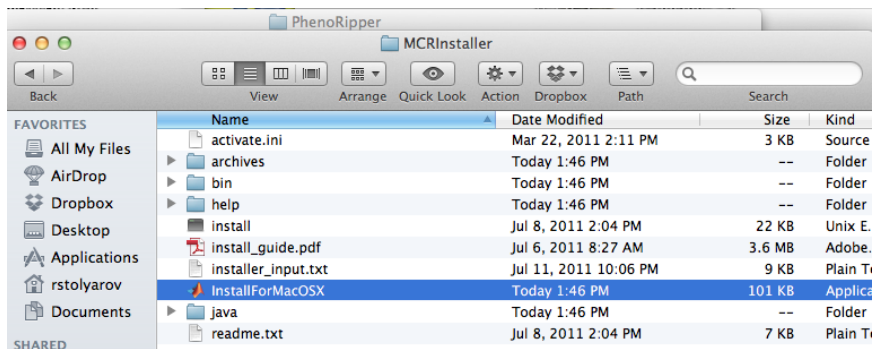 PhenoRipper
MCRInstaller
Back View Arrange Quick Look Action Dropbox Path Search
FAVORITES
All My Files
AirDrop
Dropbox
Desktop
Applications
rstolyarov
Documents
SHARED
Name Date Modified Size Kind
activate.ini Mar 22, 2011 2:11 PM 3 KB Source
archives Today 1:46 PM -- Folder
bin Today 1:46 PM -- Folder
help Today 1:46 PM -- Folder
install Jul 8, 2011 2:04 PM 22 KB Unix E.
install_guide.pdf Jul 6, 2011 8:27 AM 3.6 MB Adobe.
installer_input.txt Jul 11, 2011 10:06 PM 9 KB Plain Te
InstallForMacOSX Today 1:46 PM 101 KB Applica
java Today 1:46 PM -- Folder
readme.txt Jul 8, 2011 2:04 PM 7 KB Plain Te